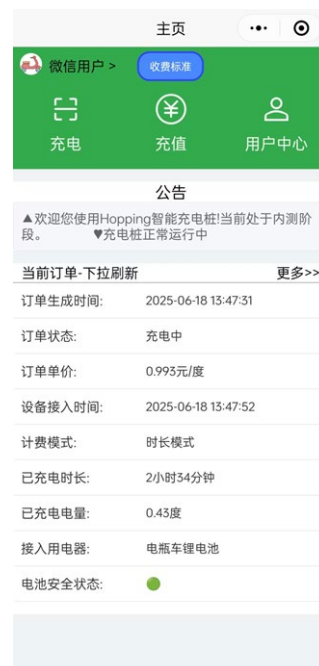 主页
微信用户 >
收费标准
充电
充值
用户中心
公告
▲欢迎您使用Hopping智能充电桩!当前处于内测阶
段。 ♥充电桩正常运行中
当前订单-下拉刷新 更多>>
订单生成时间: 2025-06-18 13:47:31
订单状态: 充电中
订单单价: 0.993元/度
设备接入时间: 2025-06-18 13:47:52
计费模式: 时长模式
已充电时长: 2小时34分钟
已充电电量: 0.43度
接入用电器: 电瓶车锂电池
电池安全状态: